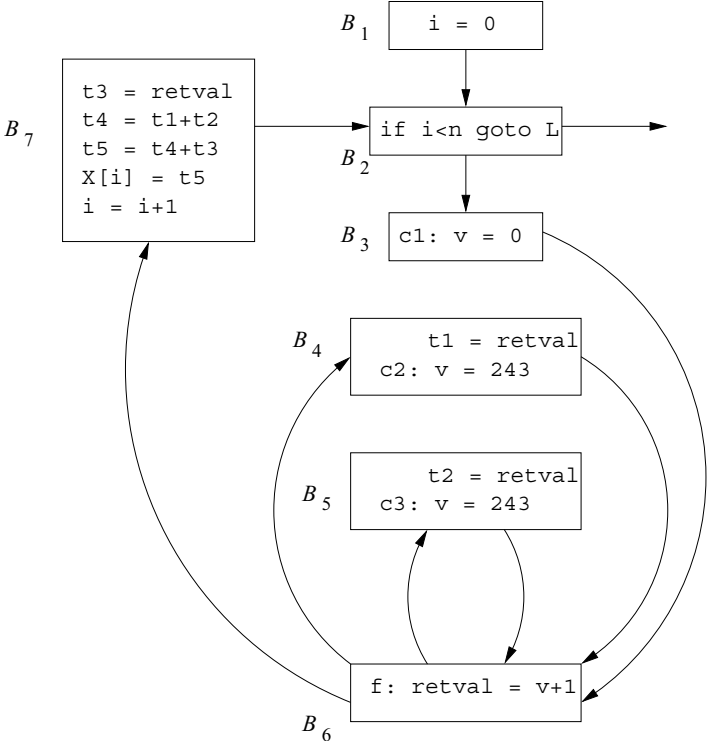 B1
i = 0
t3 = retval
t4 = t1+t2
t5 = t4+t3
X[i] = t5
i = i+1
B7
if i<n goto L
B2
B3
c1: v = 0
B4
t1 = retval
c2: v = 243
B5
t2 = retval
c3: v = 243
f: retval = v+1
B6